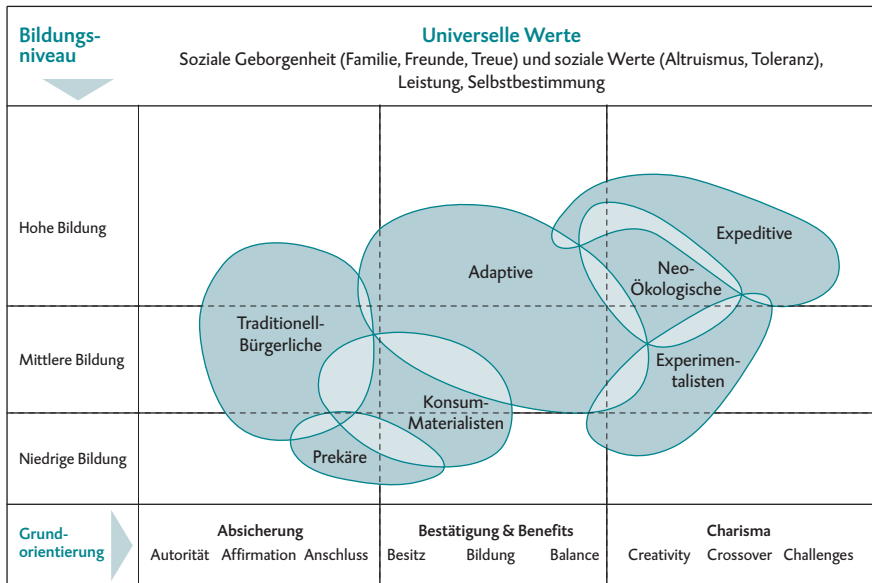 Bildungs-
niveau
Universelle Werte
Soziale Geborgenheit (Familie, Freunde, Treue) und soziale Werte (Altruismus, Toleranz),
Leistung, Selbstbestimmung
Hohe Bildung
Mittlere Bildung
Niedrige Bildung
Expeditive
Adaptive
Neo-
Ökologische
Traditionell-
Bürgerliche
Experimen-
talisten
Konsum-
Materialisten
Prekäre
Grund-
orientierung
Absicherung
Autorität Affirmation Anschluss
Bestätigung & Benefits
Besitz Bildung Balance
Charisma
Creativity Crossover Challenges